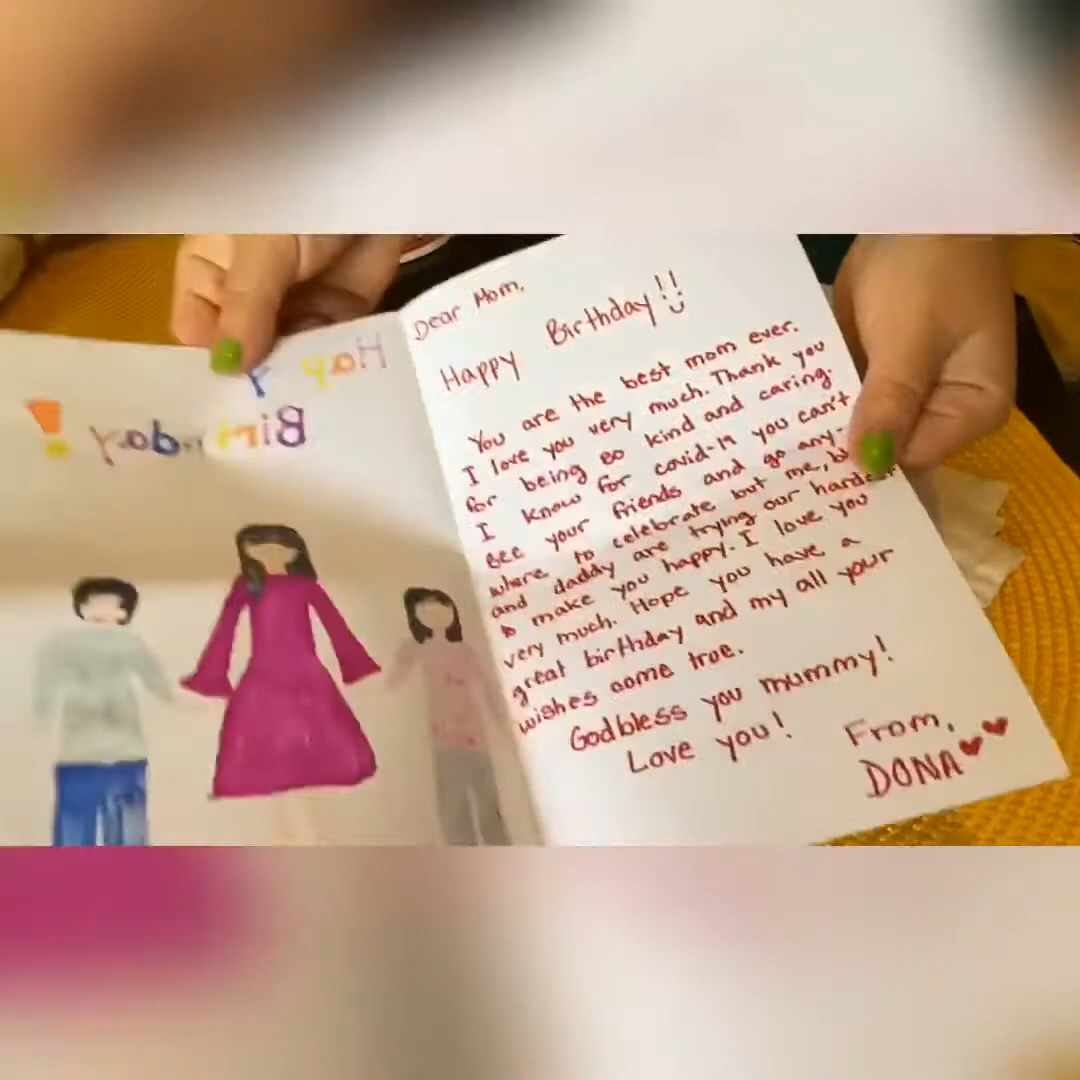 Dear Mom,
Happy Birthday!!
You are the best mom ever.
I love you very much. Thank you
for being so kind and caring.
I know for covid-19 you can't
see your friends and go any-
where to celebrate but me,
and daddy are trying our hardest
to make you happy. I love you
very much. Hope you have a
great birthday and my all your
wishes come true.
Godbless you mummy!
Love you!
From,
DONA